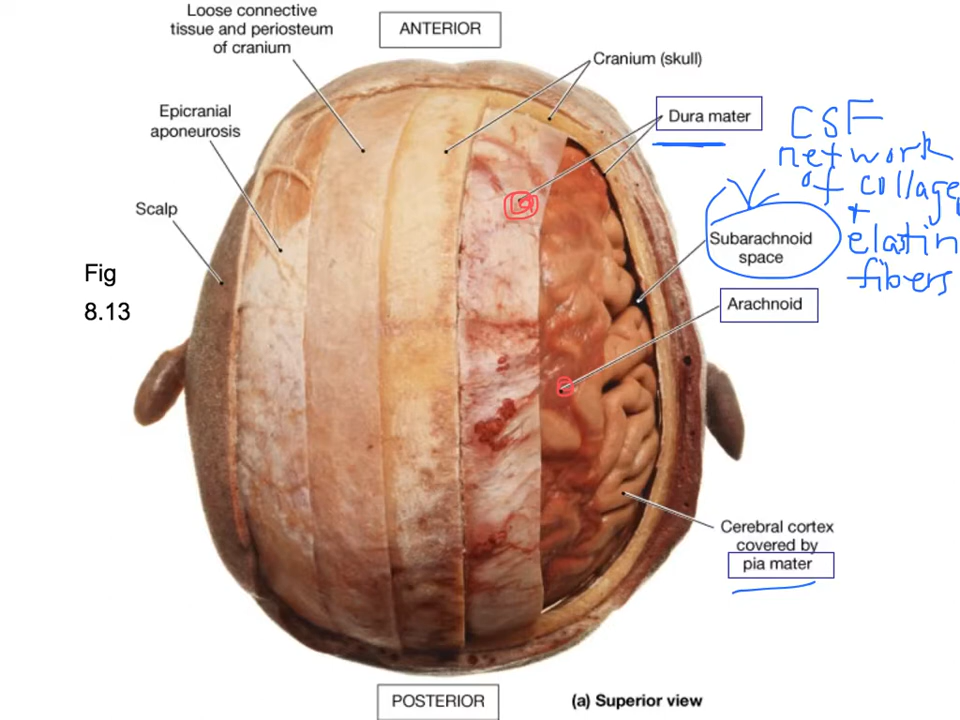 Loose connective
tissue and periosteum
of cranium
ANTERIOR
Cranium (skull)
Epicranial
aponeurosis
Dura mater
CSF
network
of collagen
+
elastin
fibers
Scalp
Subarachnoid
space
Fig
8.13
Arachnoid
Cerebral cortex
covered by
pia mater
POSTERIOR
(a) Superior view